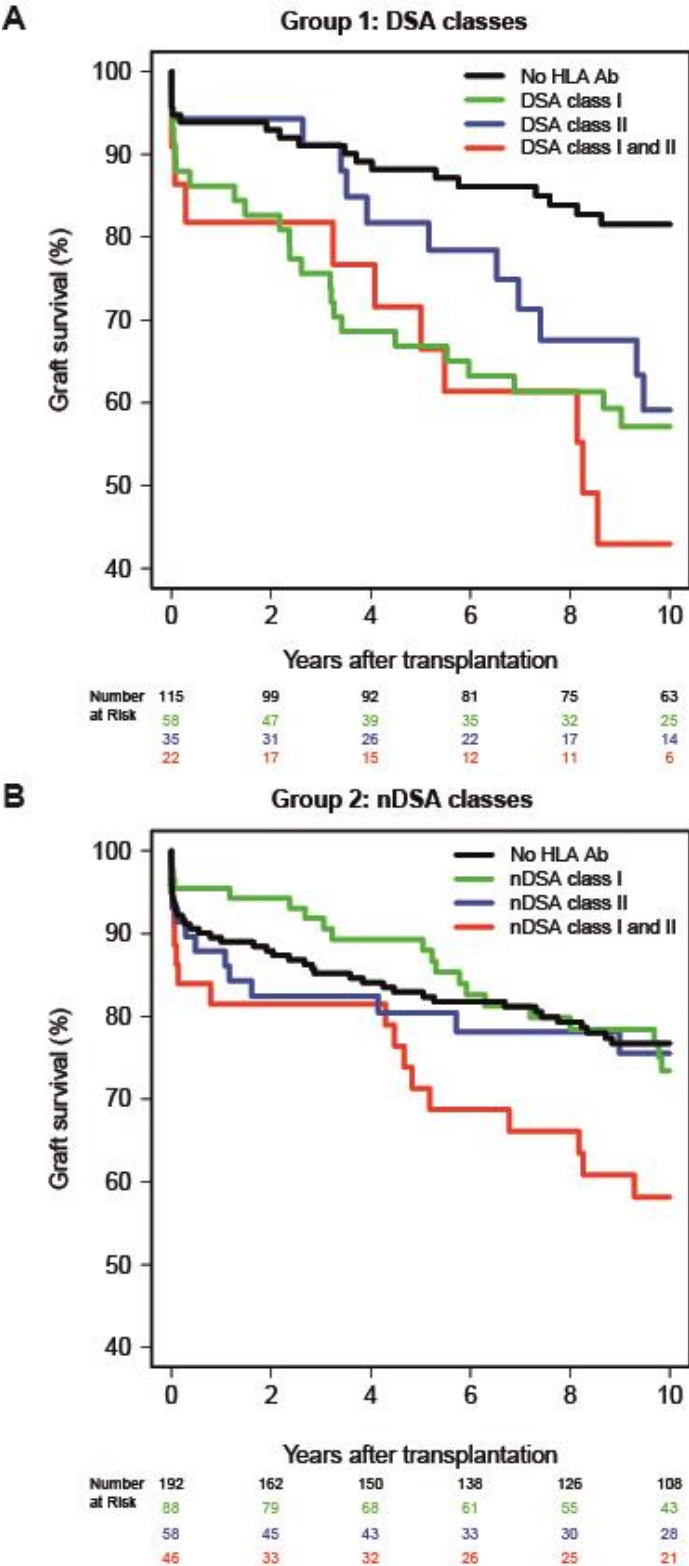 A
Group 1: DSA classes
No HLA Ab
DSA class I
DSA class II
DSA class I and II
100
90
80
70
60
50
40
Graft survival (%)
0 2 4 6 8 10
Years after transplantation
Number at Risk
115 99 92 81 75 63
58 47 39 35 32 25
35 31 26 22 17 14
22 17 15 12 11 6
B
Group 2: nDSA classes
No HLA Ab
nDSA class I
nDSA class II
nDSA class I and II
100
90
80
70
60
50
40
Graft survival (%)
0 2 4 6 8 10
Years after transplantation
Number at Risk
192 162 150 138 126 108
88 79 68 61 55 43
58 45 43 33 30 28
46 33 32 26 25 21